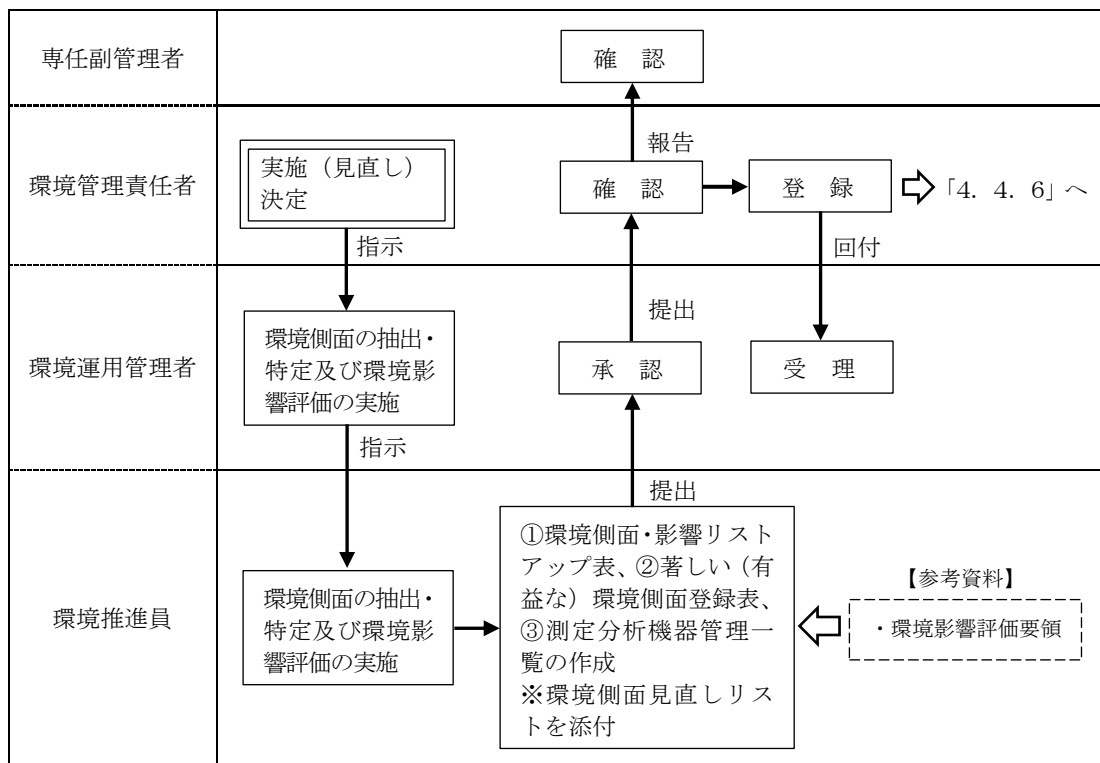 専任副管理者
確 認
環境管理責任者
実施(見直し)
決定
指示
報告
確 認
登 録
「4. 4. 6」へ
回付
環境運用管理者
環境側面の抽出・
特定及び環境影
響評価の実施
指示
提出
承 認
受 理
環境推進員
環境側面の抽出・
特定及び環境影
響評価の実施
提出
①環境側面・影響リスト
アップ表、②著しい(有
益な)環境側面登録表、
③測定分析機器管理一
覧の作成
※環境側面見直しリス
トを添付
【参考資料】
・環境影響評価要領